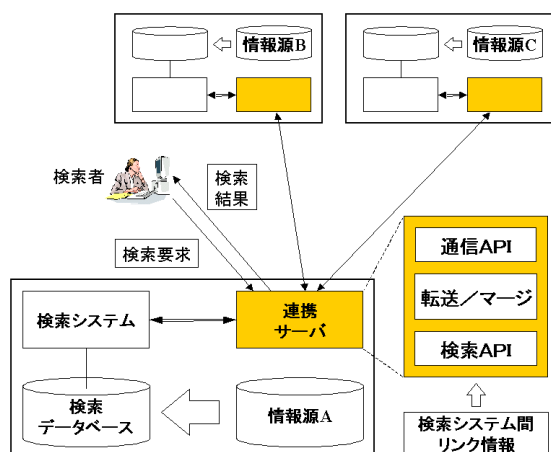 情報源B
情報源C
検索者
検索
結果
検索要求
検索システム
連携
サーバ
検索
データベース
情報源A
通信API
転送／マージ
検索API
検索システム間
リンク情報